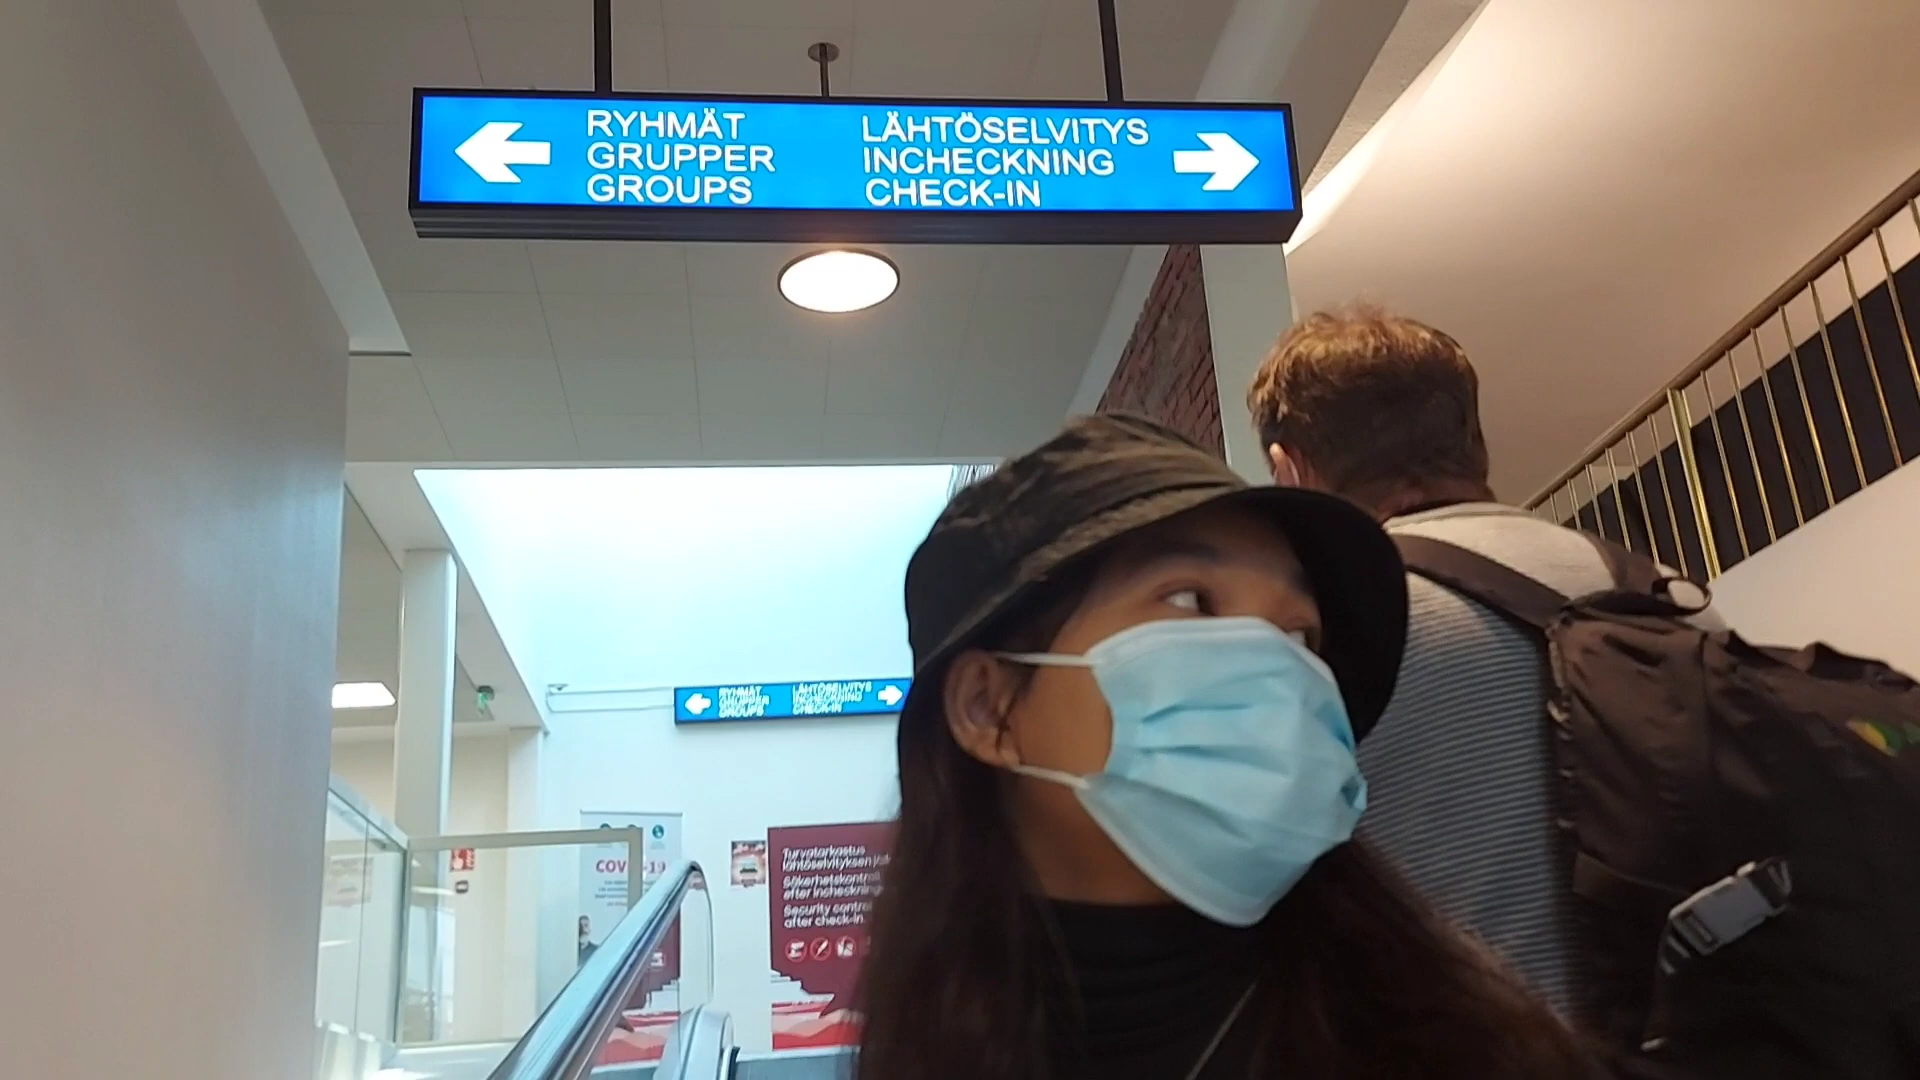 RYHMÄT
GRUPPER
GROUPS
LÄHTÖSELVITYS
INCHECKNING
CHECK-IN
RYHMÄT
GRUPPER
GROUPS
LÄHTÖSELVITYS
INCHECKNING
CHECK-IN
Turvatarkastus
lähtöselvityksen
Säkerhetskontroll
efter incheckning
Security control
after check-in.